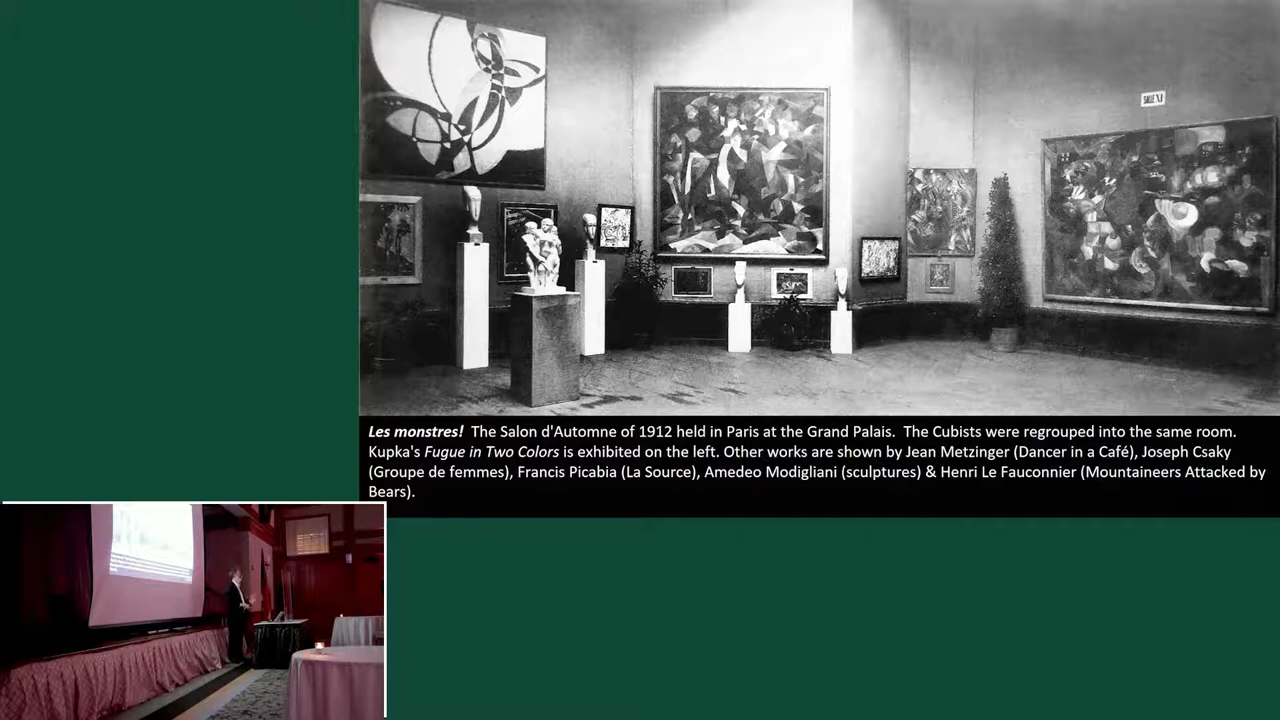 SALLE XI
Les monstres!  The Salon d'Automne of 1912 held in Paris at the Grand Palais.  The Cubists were regrouped into the same room.
Kupka's Fugue in Two Colors is exhibited on the left. Other works are shown by Jean Metzinger (Dancer in a Café), Joseph Csaky
(Groupe de femmes), Francis Picabia (La Source), Amedeo Modigliani (sculptures) & Henri Le Fauconnier (Mountaineers Attacked by
Bears).